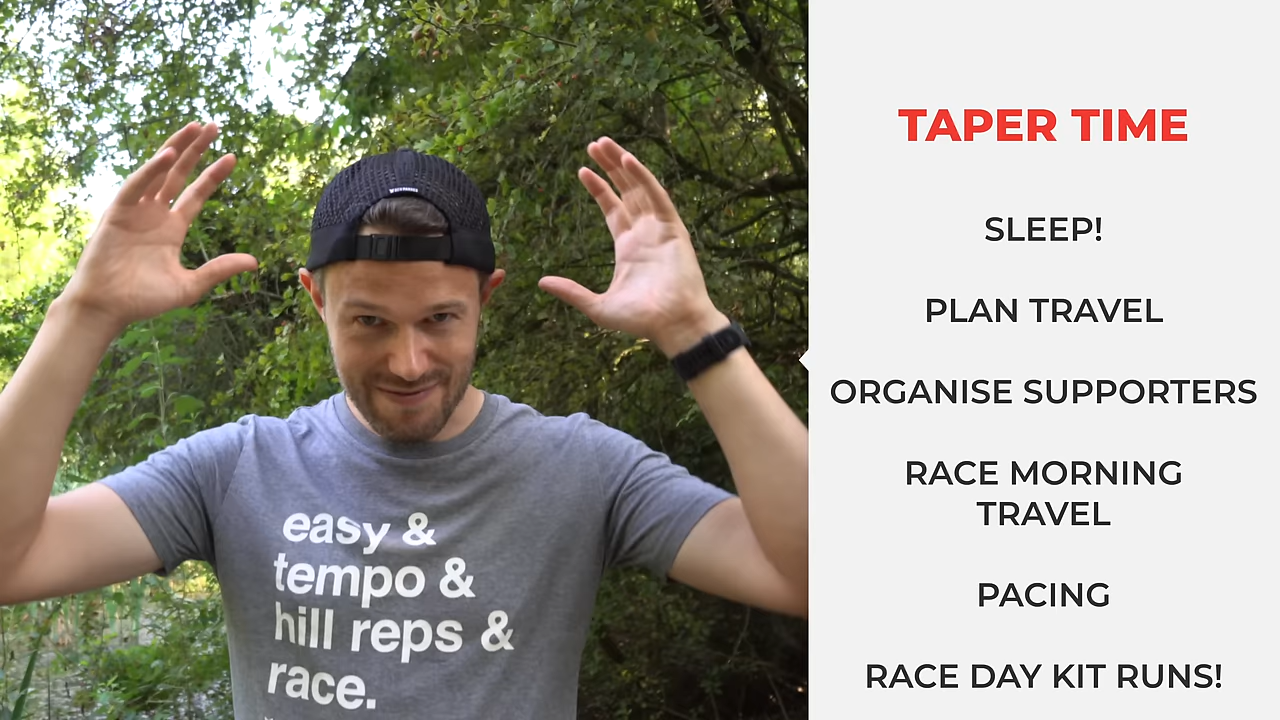 TAPER TIME
SLEEP!
PLAN TRAVEL
ORGANISE SUPPORTERS
RACE MORNING
TRAVEL
PACING
RACE DAY KIT RUNS!
easy &
tempo &
hill reps &
race.